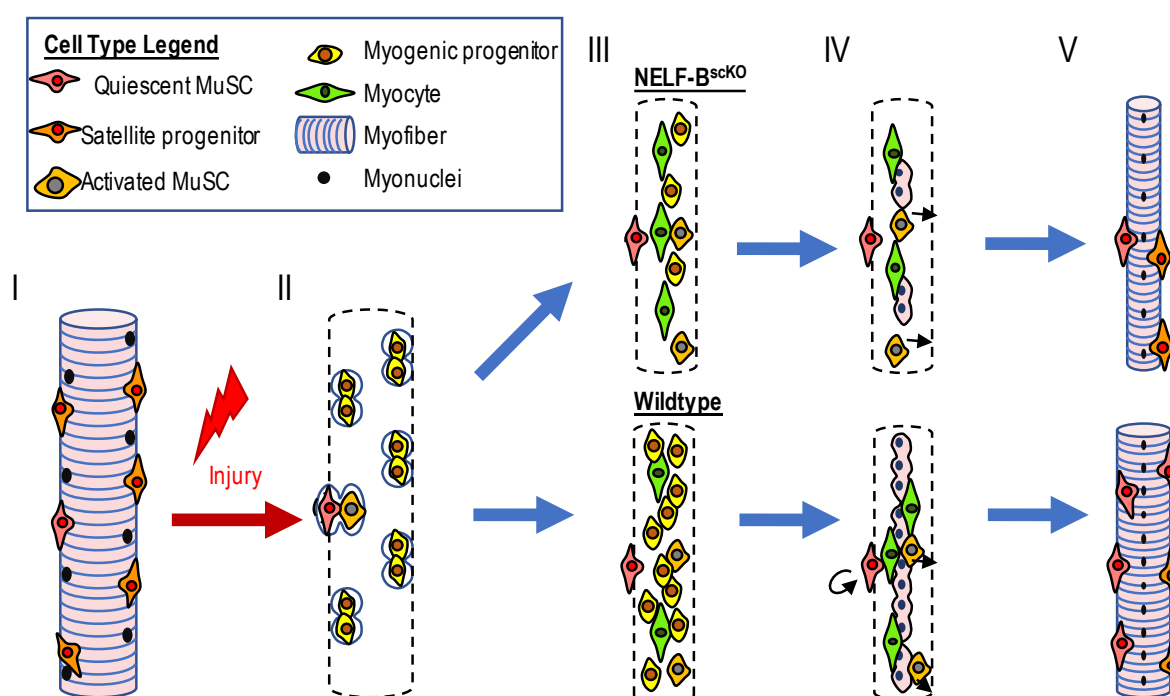 Cell Type Legend
Quiescent MuSC
Satellite progenitor
Activated MuSC
Myogenic progenitor
Myocyte
Myofiber
Myonuclei
I
II
III
IV
V
NELF-BscKO
Injury
Wildtype